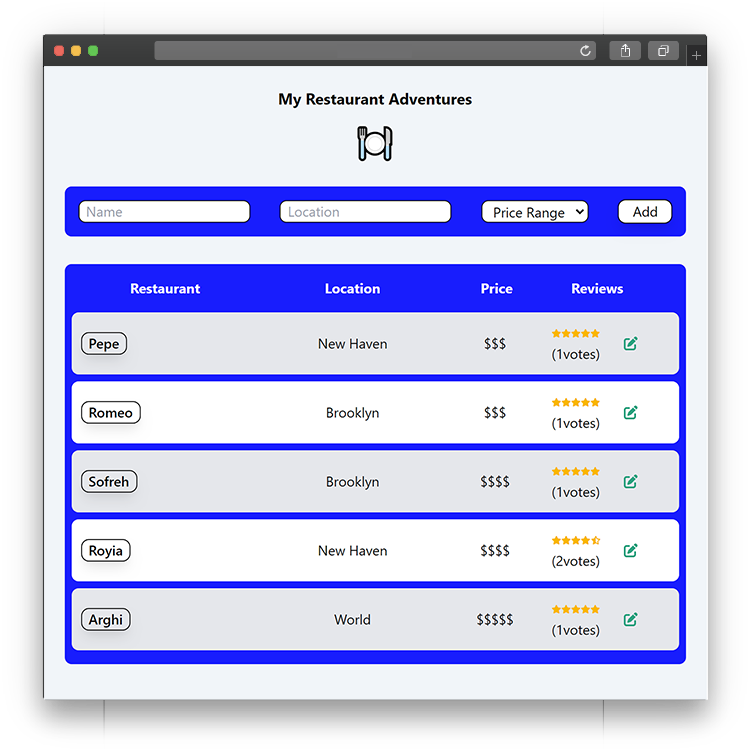 My Restaurant Adventures
Name Location Price Range Add
Restaurant Location Price Reviews
Pepe New Haven $$$ (1votes)
Romeo Brooklyn $$$ (1votes)
Sofreh Brooklyn $$$$ (1votes)
Royia New Haven $$$$ (2votes)
Arghi World $$$$$ (1votes)